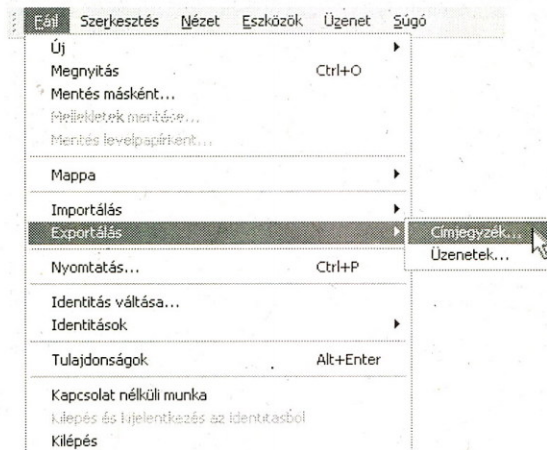 Fájl Szerkesztés Nézet Eszközök Üzenet Súgó
Új
Megnyitás Ctrl+O
Mentés másként...
Mellékletek mentése...
Mentés levélpapírként...
Mappa
Importálás
Exportálás Címjegyzék...
Üzenetek...
Nyomtatás... Ctrl+P
Identitás váltása...
Identitások
Tulajdonságok Alt+Enter
Kapcsolat nélküli munka
Kilépés és kijelentkezés az identitásból
Kilépés